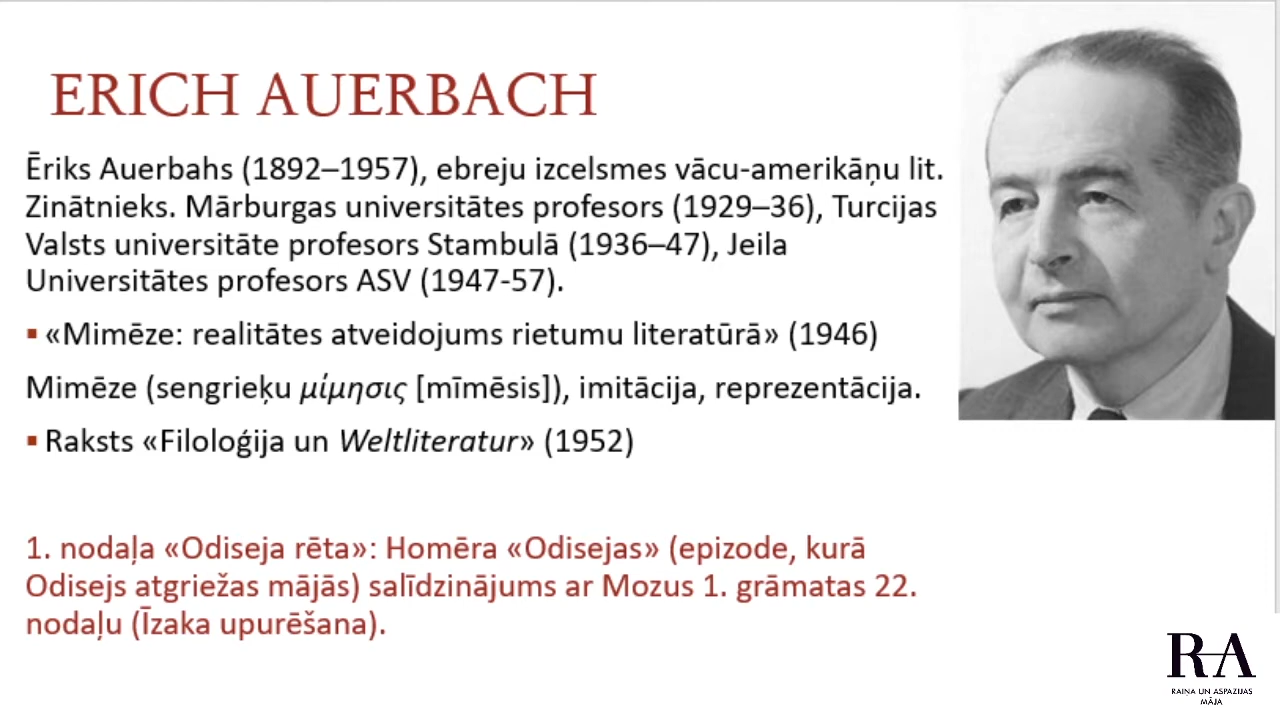 ERICH AUERBACH
Ēriks Auerbahs (1892–1957), ebreju izcelsmes vācu-amerikāņu lit.
Zinātnieks. Mārburgas universitātes profesors (1929–36), Turcijas
Valsts universitāte profesors Stambulā (1936–47), Jeila
Universitātes profesors ASV (1947-57).
▪ «Mimēze: realitātes atveidojums rietumu literatūrā» (1946)
Mimēze (sengrieķu μίμησις [mīmēsis]), imitācija, reprezentācija.
▪ Raksts «Filoloģija un Weltliteratur» (1952)
1. nodaļa «Odiseja rēta»: Homēra «Odisejas» (epizode, kurā
Odisejs atgriežas mājās) salīdzinājums ar Mozus 1. grāmatas 22.
nodaļu (Īzaka upurēšana).
RA
RAIŅA UN ASPAZIJAS
MĀJA